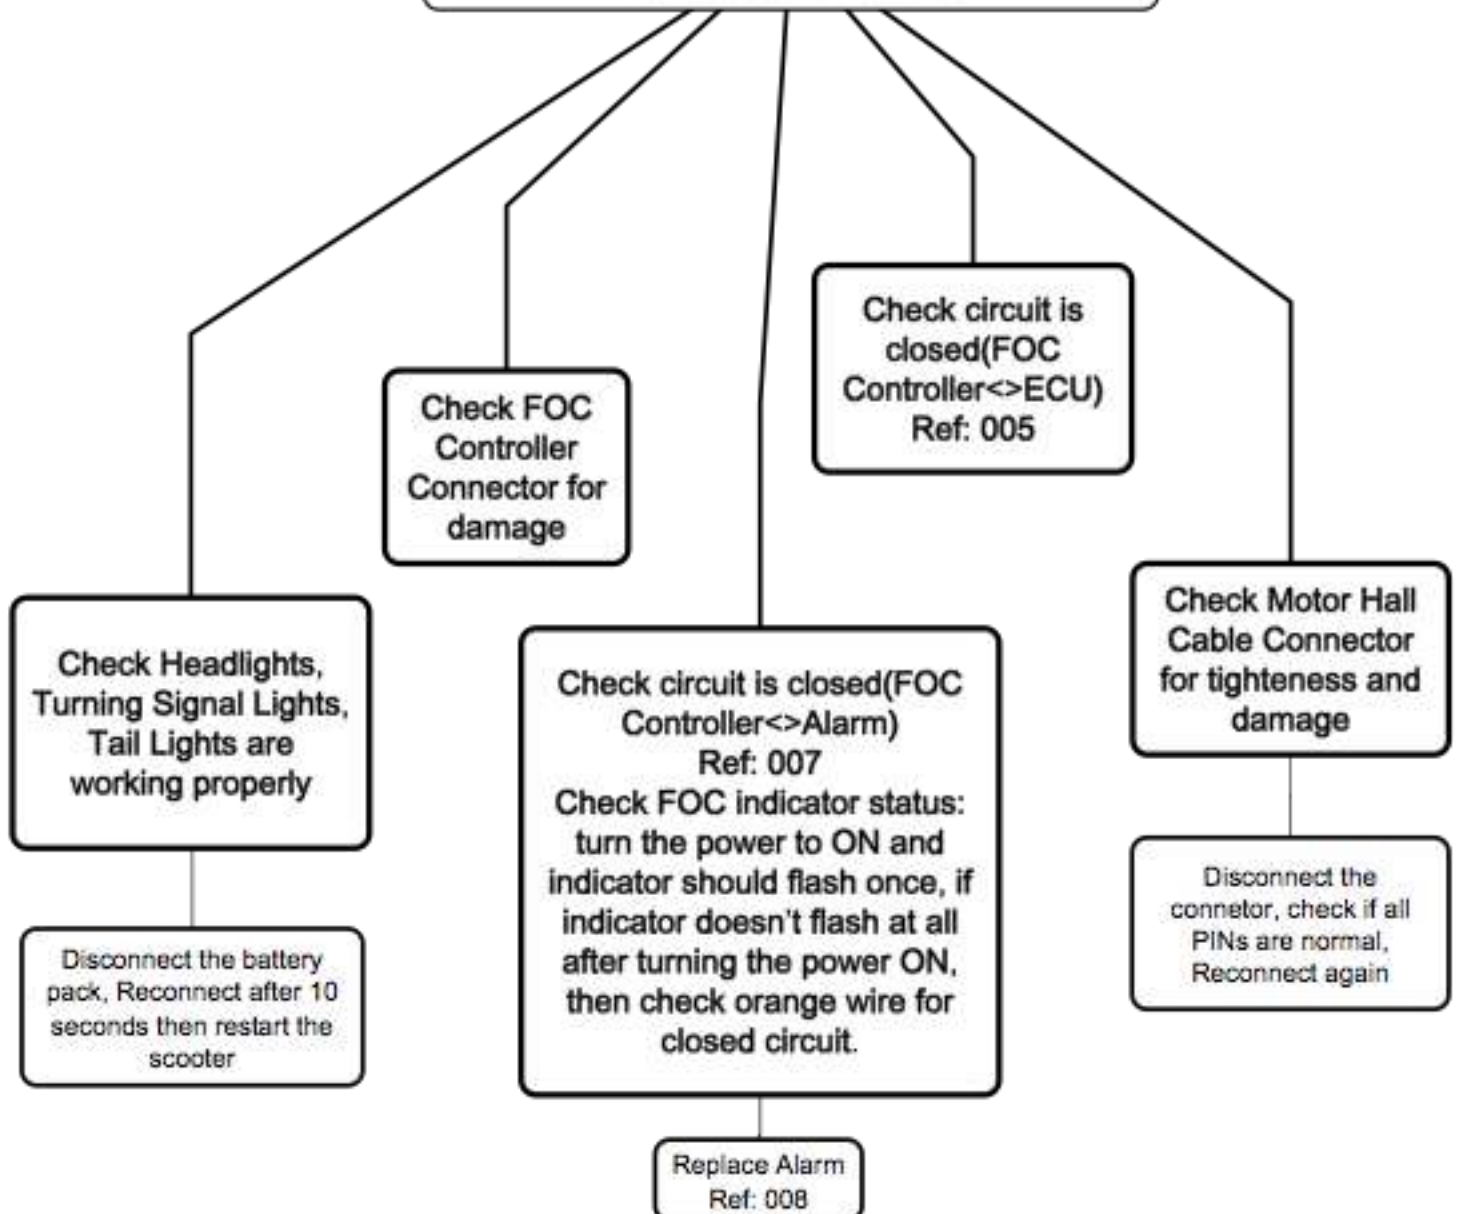 Check circuit is
closed(FOC
Controller<>ECU)
Ref: 005
Check FOC
Controller
Connector for
damage
Check Headlights,
Turning Signal Lights,
Tail Lights are
working properly
Check circuit is closed(FOC
Controller<>Alarm)
Ref: 007
Check FOC indicator status:
turn the power to ON and
indicator should flash once, if
indicator doesn't flash at all
after turning the power ON,
then check orange wire for
closed circuit.
Check Motor Hall
Cable Connector
for tighteness and
damage
Disconnect the battery
pack, Reconnect after 10
seconds then restart the
scooter
Disconnect the
connetor, check if all
PINs are normal,
Reconnect again
Replace Alarm
Ref: 008